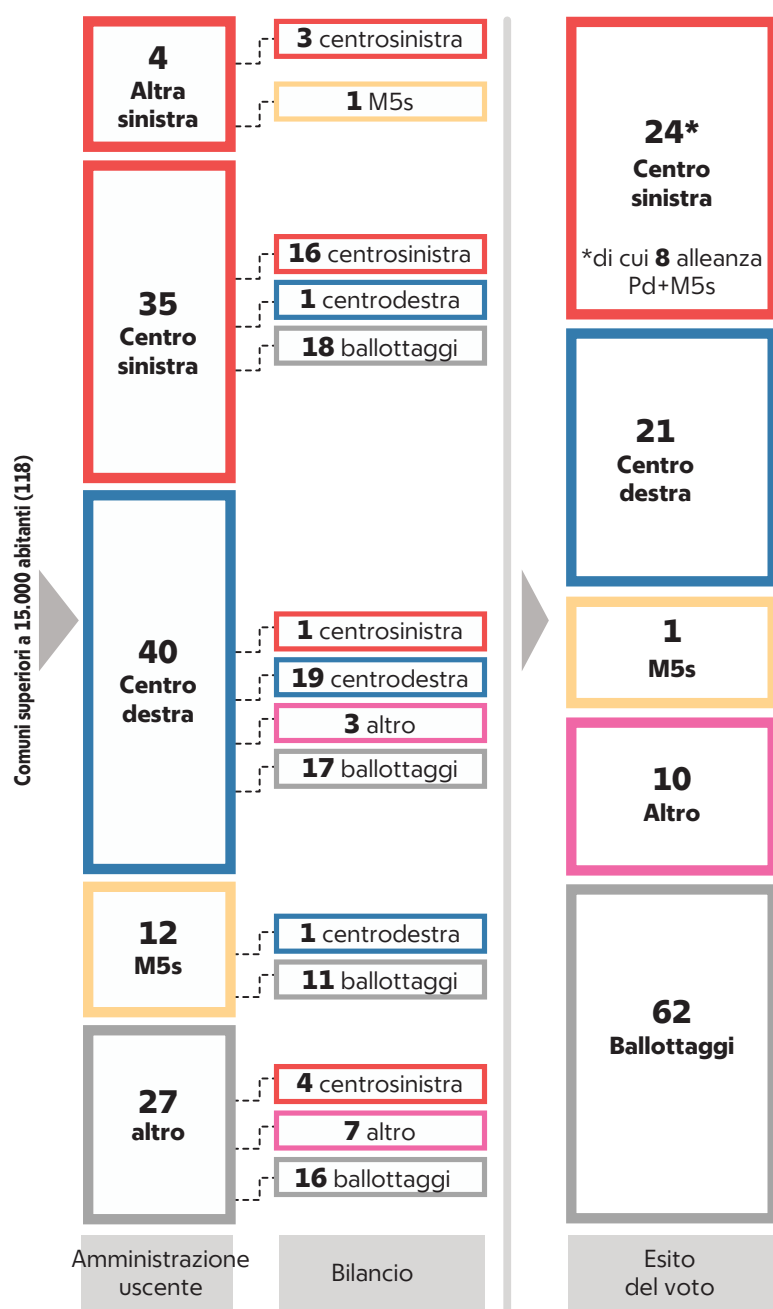 Comuni superiori a 15.000 abitanti (118)
4
Altra
sinistra
3 centrosinistra
1 M5s
35
Centro
sinistra
16 centrosinistra
1 centrodestra
18 ballottaggi
40
Centro
destra
1 centrosinistra
19 centrodestra
3 altro
17 ballottaggi
12
M5s
1 centrodestra
11 ballottaggi
27
altro
4 centrosinistra
7 altro
16 ballottaggi
Amministrazione
uscente
Bilancio
24*
Centro
sinistra
*di cui 8 alleanza
Pd+M5s
21
Centro
destra
1
M5s
10
Altro
62
Ballottaggi
Esito
del voto